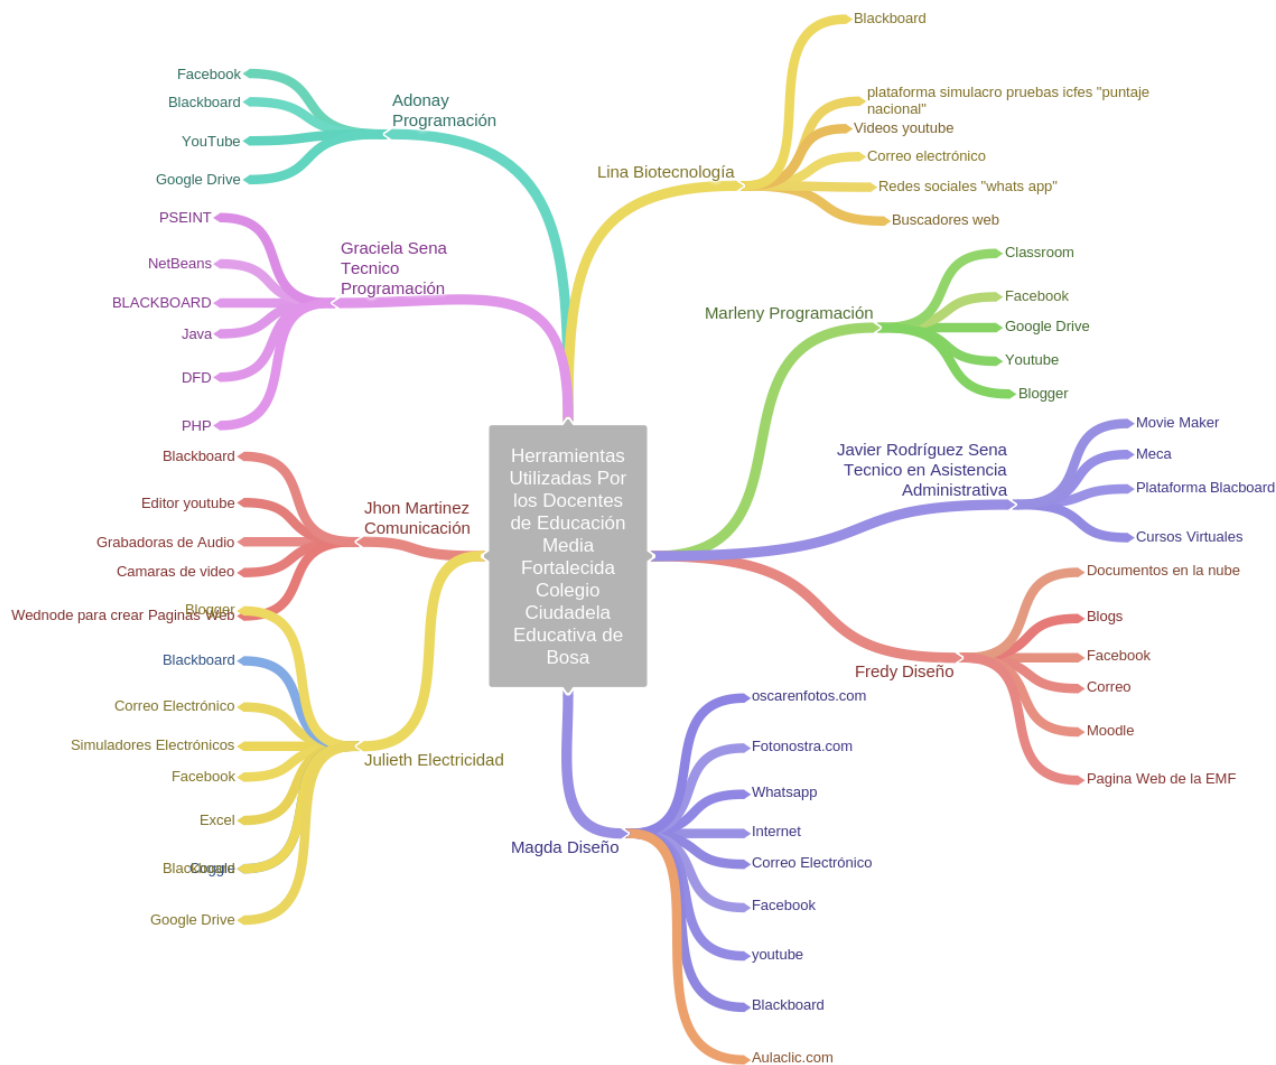 Herramientas
Utilizadas Por
los Docentes
de Educación
Media
Fortalecida
Colegio
Ciudadela
Educativa de
Bosa
Adonay
Programación
Facebook
Blackboard
YouTube
Google Drive
Graciela Sena
Tecnico
Programación
PSEINT
NetBeans
BLACKBOARD
Java
DFD
PHP
Jhon Martinez
Comunicación
Blackboard
Editor youtube
Grabadoras de Audio
Camaras de video
Wednode para crear Paginas Web
Julieth Electricidad
Blogger
Blackboard
Correo Electrónico
Simuladores Electrónicos
Facebook
Excel
Blackboard
Google Drive
Lina Biotecnología
Blackboard
plataforma simulacro pruebas icfes "puntaje
nacional"
Videos youtube
Correo electrónico
Redes sociales "whats app"
Buscadores web
Marleny Programación
Classroom
Facebook
Google Drive
Youtube
Blogger
Javier Rodríguez Sena
Tecnico en Asistencia
Administrativa
Movie Maker
Meca
Plataforma Blacboard
Cursos Virtuales
Fredy Diseño
Documentos en la nube
Blogs
Facebook
Correo
Moodle
Pagina Web de la EMF
Magda Diseño
oscarenfotos.com
Fotonostra.com
Whatsapp
Internet
Correo Electrónico
Facebook
youtube
Blackboard
Aulaclic.com